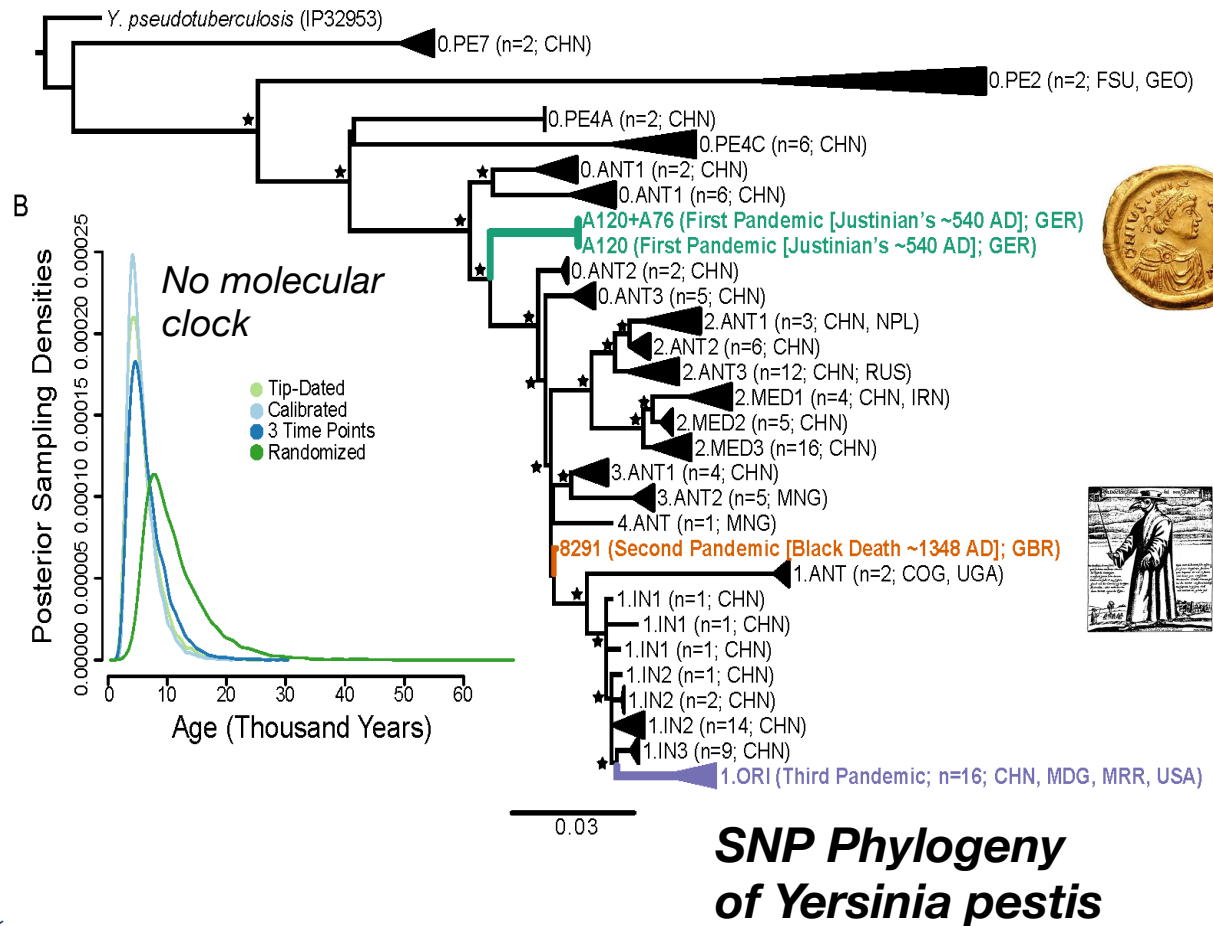 Y. pseudotuberculosis (IP32953)
0.PE7 (n=2; CHN)
0.PE2 (n=2; FSU, GEO)
0.PE4A (n=2; CHN)
0.PE4C (n=6; CHN)
0.ANT1 (n=2; CHN)
0.ANT1 (n=6; CHN)
A120+A76 (First Pandemic [Justinian's ~540 AD]; GER)
A120 (First Pandemic [Justinian's ~540 AD]; GER)
0.ANT2 (n=2; CHN)
0.ANT3 (n=5; CHN)
2.ANT1 (n=3; CHN, NPL)
2.ANT2 (n=6; CHN)
2.ANT3 (n=12; CHN; RUS)
2.MED1 (n=4; CHN, IRN)
2.MED2 (n=5; CHN)
2.MED3 (n=16; CHN)
3.ANT1 (n=4; CHN)
3.ANT2 (n=5; MNG)
4.ANT (n=1; MNG)
8291 (Second Pandemic [Black Death ~1348 AD]; GBR)
1.ANT (n=2; COG, UGA)
1.IN1 (n=1; CHN)
1.IN1 (n=1; CHN)
1.IN1 (n=1; CHN)
1.IN2 (n=1; CHN)
1.IN2 (n=2; CHN)
1.IN2 (n=14; CHN)
1.IN3 (n=9; CHN)
1.ORI (Third Pandemic; n=16; CHN, MDG, MRR, USA)
0.03
B
No molecular
clock
Posterior Sampling Densities
0.00025
0.00020
0.00015
0.00010
0.00005
0.00000
Tip-Dated
Calibrated
3 Time Points
Randomized
0 10 20 30 40 50 60
Age (Thousand Years)
SNP Phylogeny
of Yersinia pestis